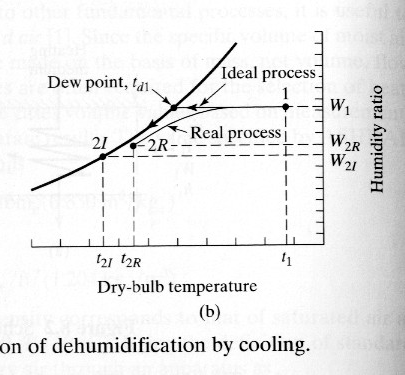 Dew point, t_d1
Ideal process
1
W_1
Real process
2I
2R
W_2R
W_2I
Humidity ratio
t_2I t_2R t_1
Dry-bulb temperature
(b)
on of dehumidification by cooling.